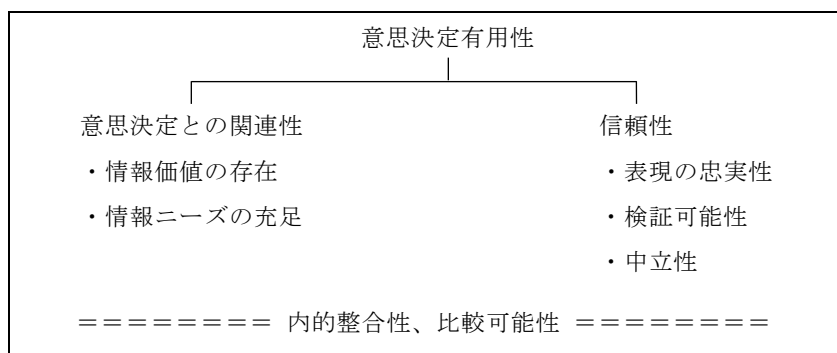 意思決定有用性
意思決定との関連性 信頼性
・情報価値の存在 ・表現の忠実性
・情報ニーズの充足 ・検証可能性
・中立性
======== 内的整合性、比較可能性 ========